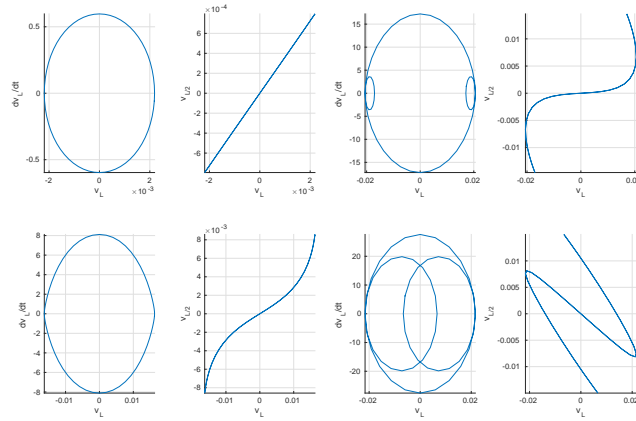 0.5
0
-0.5
dv_L/dt
-2 0 2
v_L
× 10^-3
× 10^-4
6
4
2
0
-2
-4
-6
v_L/2
-2 0 2
v_L
× 10^-3
15
10
5
0
-5
-10
-15
dv_L/dt
-0.02 0 0.02
v_L
0.01
0.005
0
-0.005
-0.01
v_L/2
-0.02 0 0.02
v_L
8
6
4
2
0
-2
-4
-6
-8
dv_L/dt
-0.01 0 0.01
v_L
× 10^-3
8
6
4
2
0
-2
-4
-6
-8
v_L/2
-0.01 0 0.01
v_L
20
10
0
-10
-20
dv_L/dt
-0.02 0 0.02
v_L
0.01
0.005
0
-0.005
-0.01
v_L/2
-0.02 0 0.02
v_L